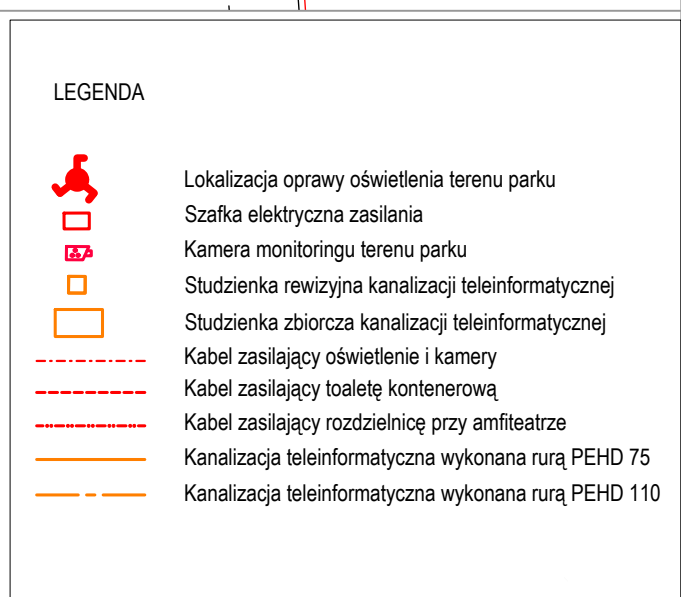 LEGENDA
Lokalizacja oprawy oświetlenia terenu parku
Szafka elektryczna zasilania
Kamera monitoringu terenu parku
Studzienka rewizyjna kanalizacji teleinformatycznej
Studzienka zbiorcza kanalizacji teleinformatycznej
Kabel zasilający oświetlenie i kamery
Kabel zasilający toaletę kontenerową
Kabel zasilający rozdzielnicę przy amfiteatrze
Kanalizacja teleinformatyczna wykonana rurą PEHD 75
Kanalizacja teleinformatyczna wykonana rurą PEHD 110